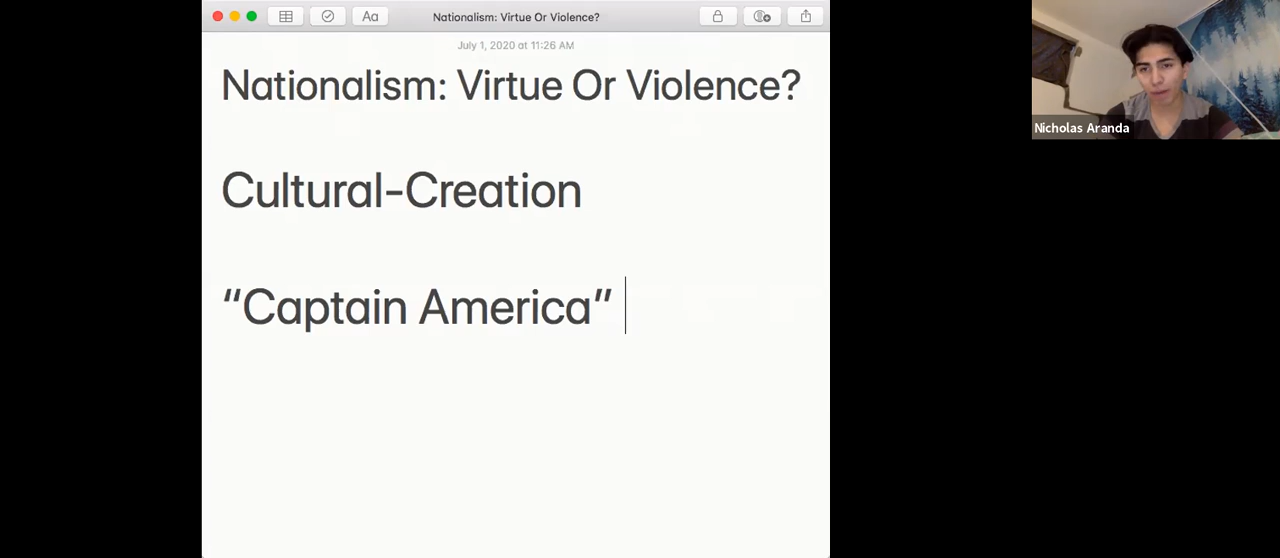 Aa
Nationalism: Virtue Or Violence?
July 1, 2020 at 11:26 AM
Nationalism: Virtue Or Violence?
Cultural-Creation
“Captain America”
Nicholas Aranda